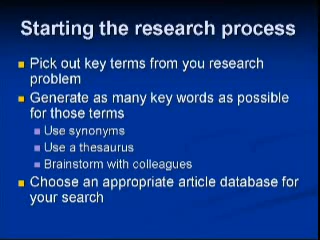 Starting the research process
Pick out key terms from you research
problem
Generate as many key words as possible
for those terms
Use synonyms
Use a thesaurus
Brainstorm with colleagues
Choose an appropriate article database for
your search